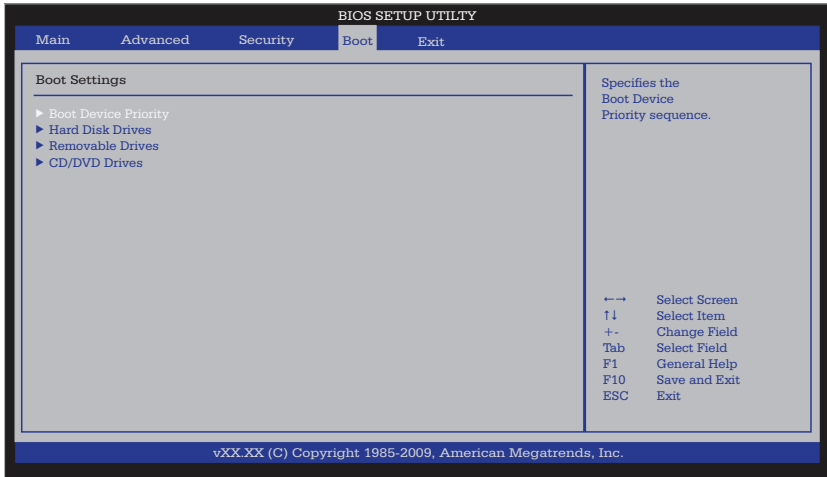 BIOS SETUP UTILTY
Main Advanced Security Boot Exit
Boot Settings
▶ Boot Device Priority
▶ Hard Disk Drives
▶ Removable Drives
▶ CD/DVD Drives
Specifies the
Boot Device
Priority sequence.
←→ Select Screen
↑↓ Select Item
+- Change Field
Tab Select Field
F1 General Help
F10 Save and Exit
ESC Exit
vXX.XX (C) Copyright 1985-2009, American Megatrends, Inc.